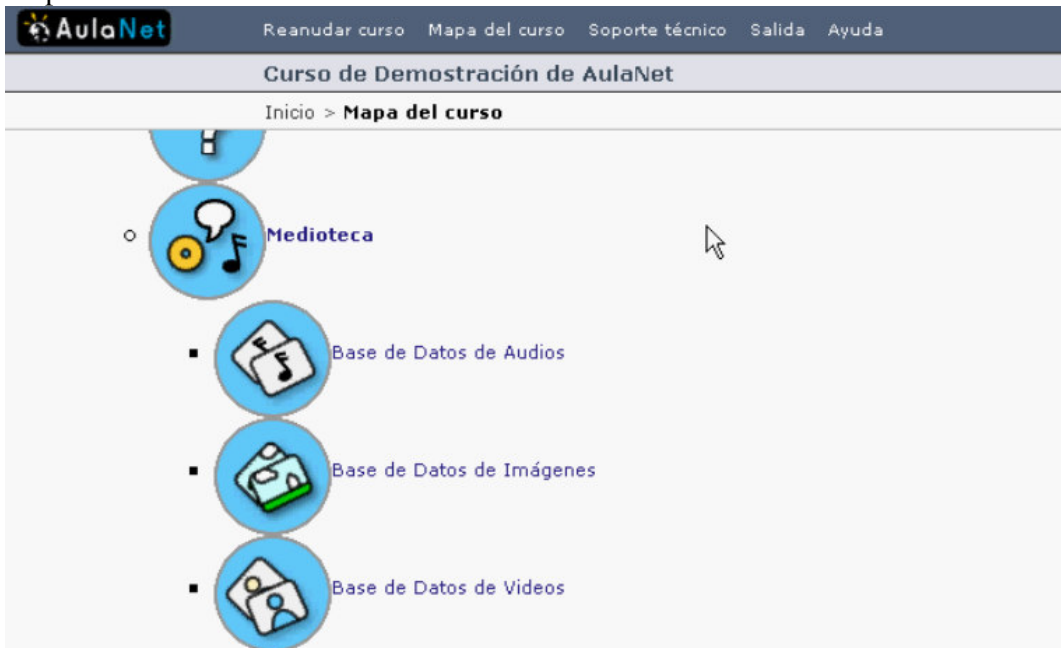 AulaNet Reanudar curso Mapa del curso Soporte técnico Salida Ayuda
Curso de Demostración de AulaNet
Inicio > Mapa del curso
Medioteca
Base de Datos de Audios
Base de Datos de Imágenes
Base de Datos de Videos